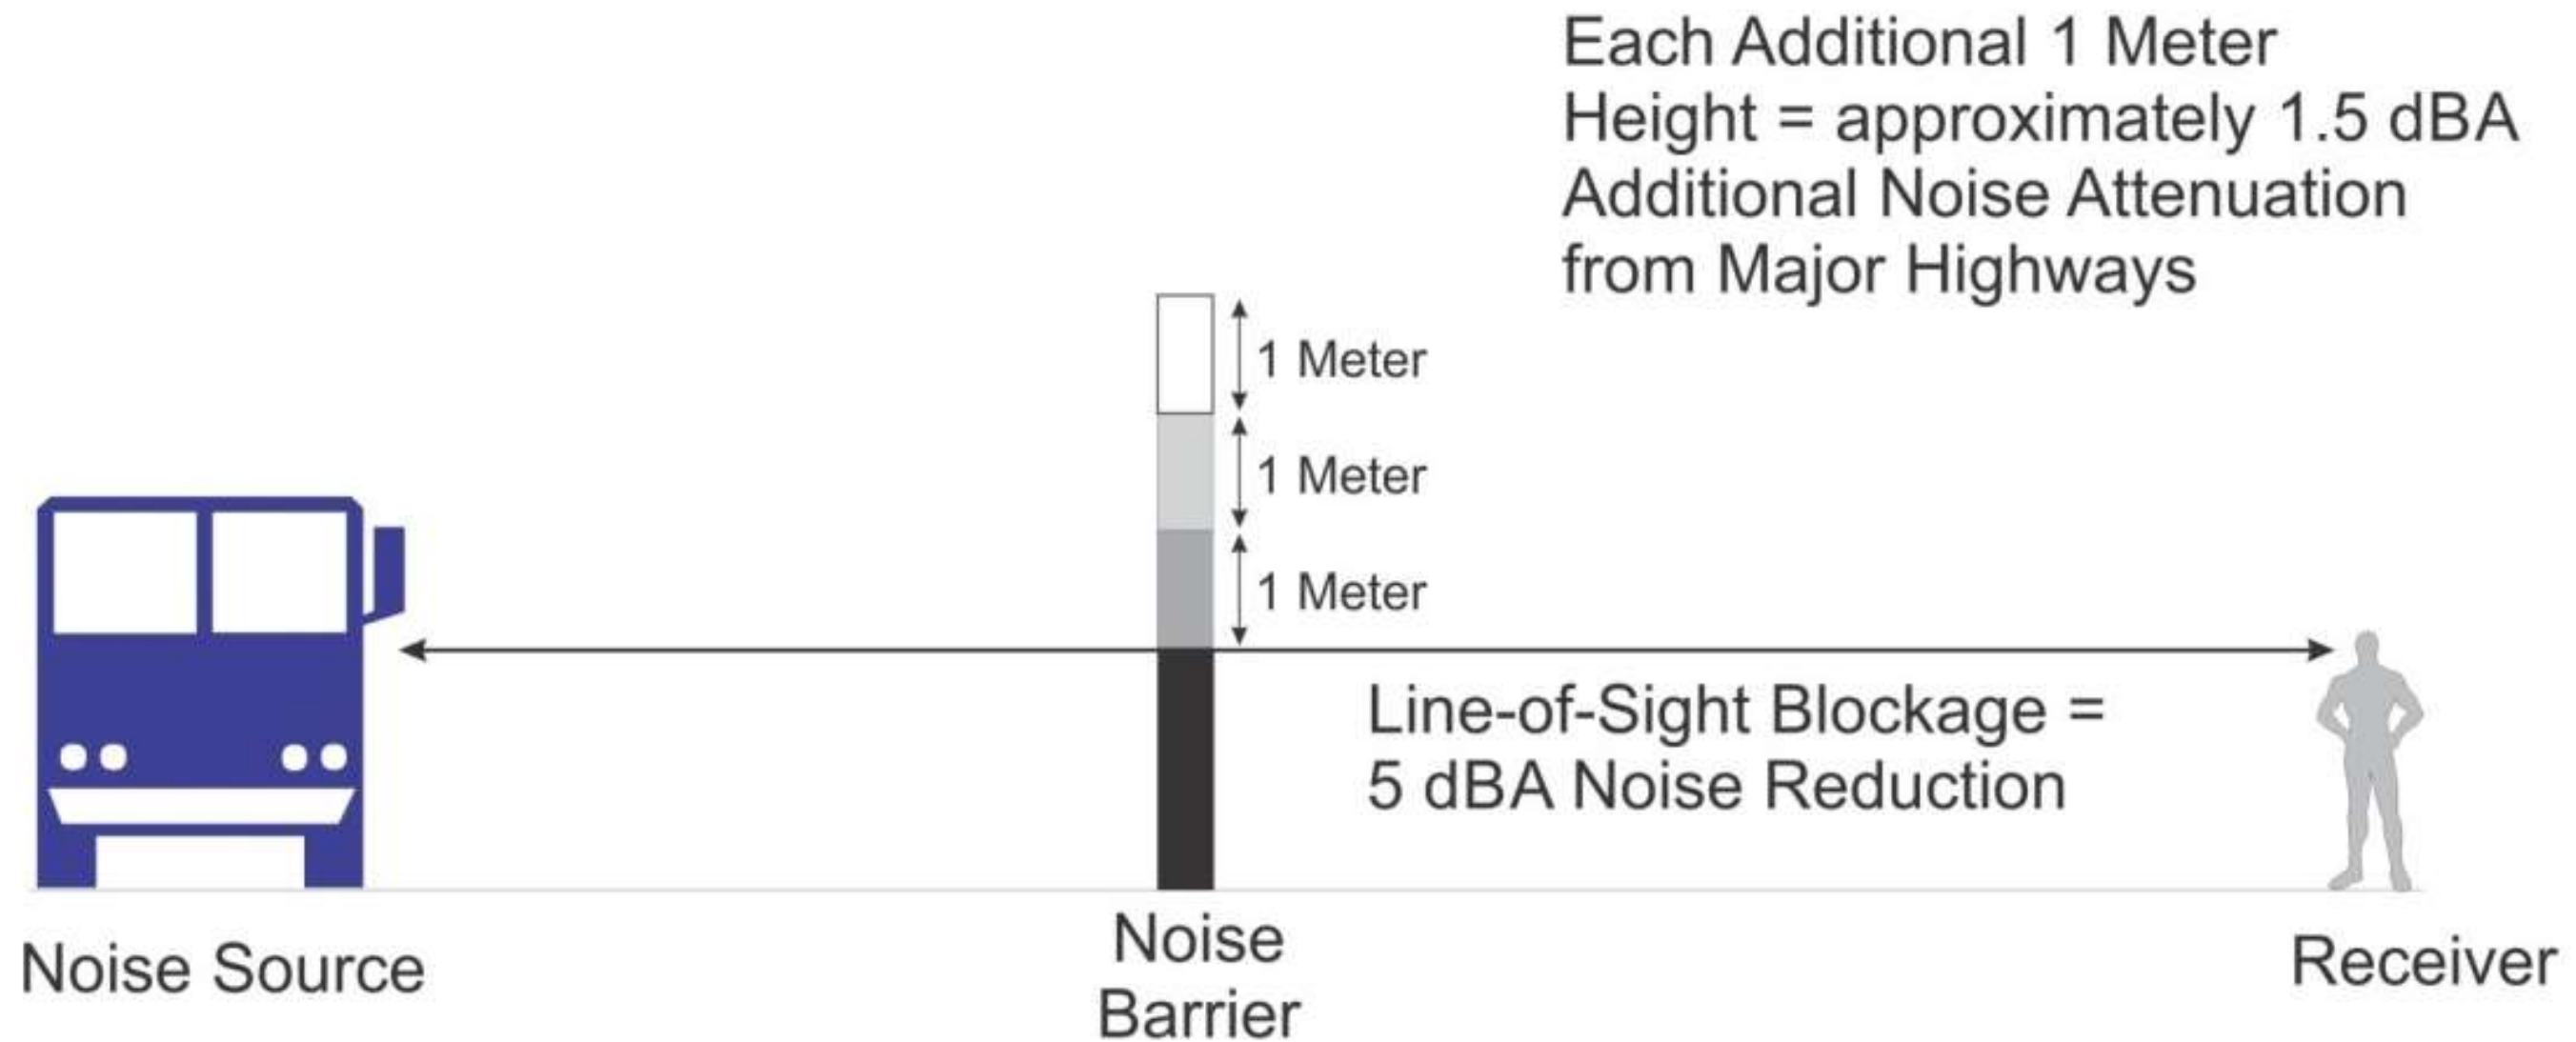 Each Additional 1 Meter
Height = approximately 1.5 dBA
Additional Noise Attenuation
from Major Highways
1 Meter
1 Meter
1 Meter
Line-of-Sight Blockage =
5 dBA Noise Reduction
Noise Source
Noise
Barrier
Receiver